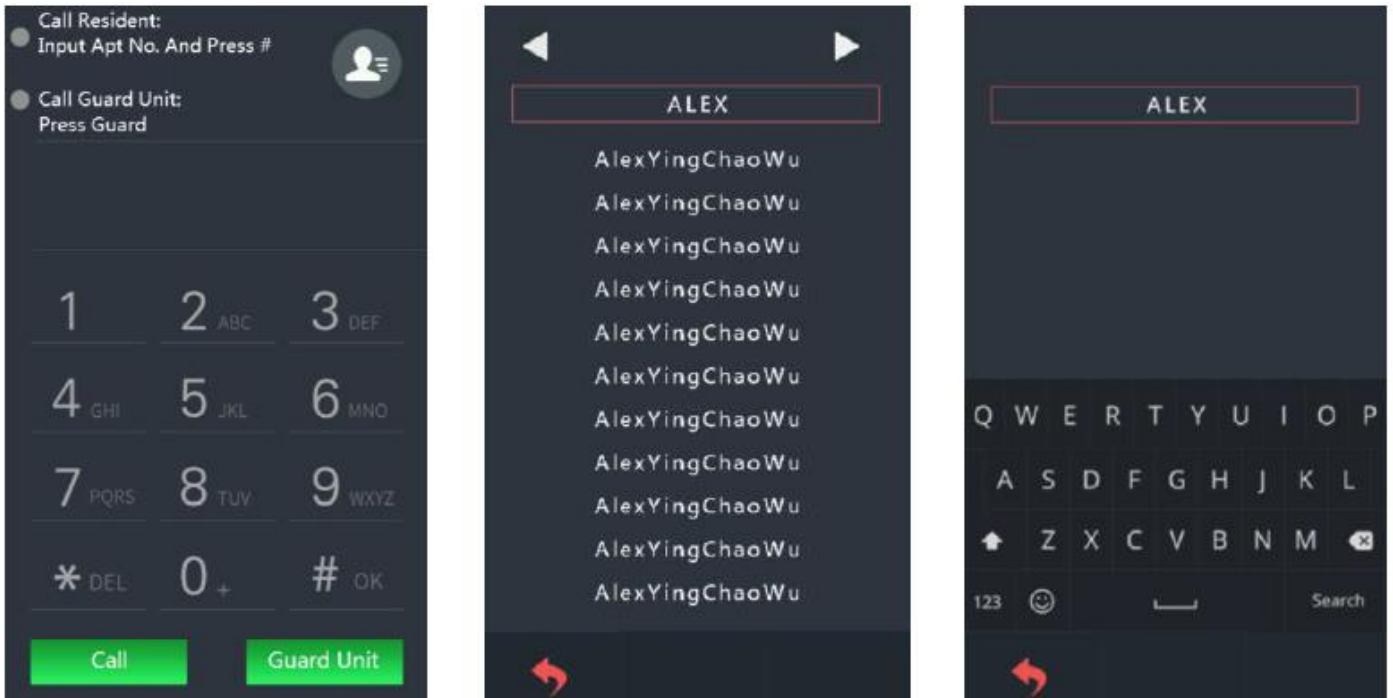 Call Resident:
Input Apt No. And Press #
Call Guard Unit:
Press Guard
1
2 ABC
3 DEF
4 GHI
5 JKL
6 MNO
7 PQRS
8 TUV
9 WXYZ
* DEL
0 +
# OK
Call
Guard Unit
ALEX
AlexYingChaoWu
AlexYingChaoWu
AlexYingChaoWu
AlexYingChaoWu
AlexYingChaoWu
AlexYingChaoWu
AlexYingChaoWu
AlexYingChaoWu
AlexYingChaoWu
AlexYingChaoWu
AlexYingChaoWu
ALEX
Q W E R T Y U I O P
A S D F G H J K L
Z X C V B N M
123 Search